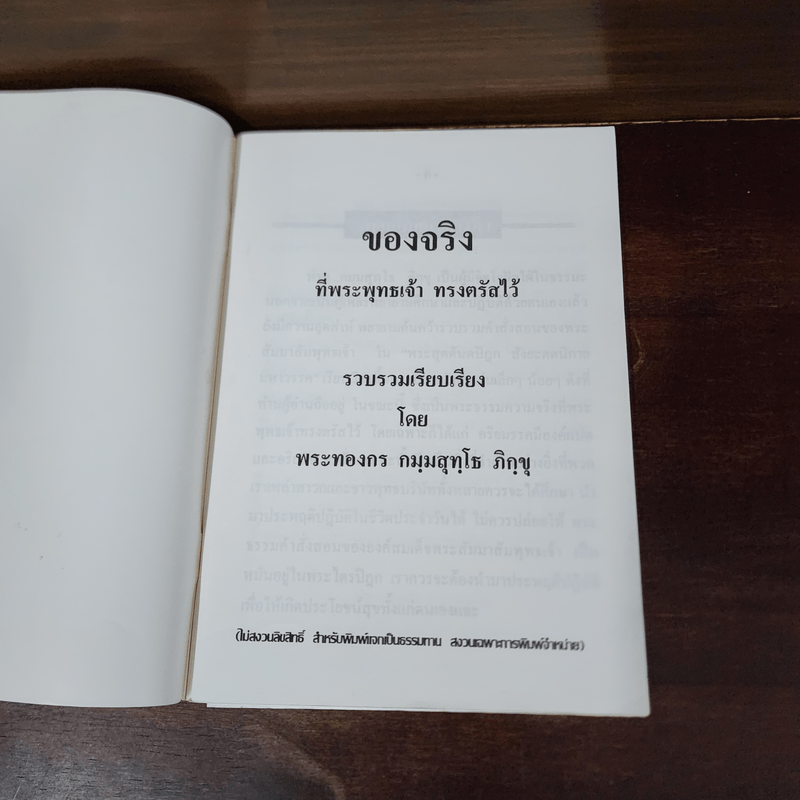 ของจริง
ที่พระพุทธเจ้า ทรงตรัสไว้
รวบรวมเรียบเรียง
โดย
พระทองกร กมฺมสุทฺโธ ภิกฺขุ
(ไม่สงวนลิขสิทธิ์ สำหรับพิมพ์แจกเป็นธรรมทาน สงวนเฉพาะการพิมพ์จำหน่าย)